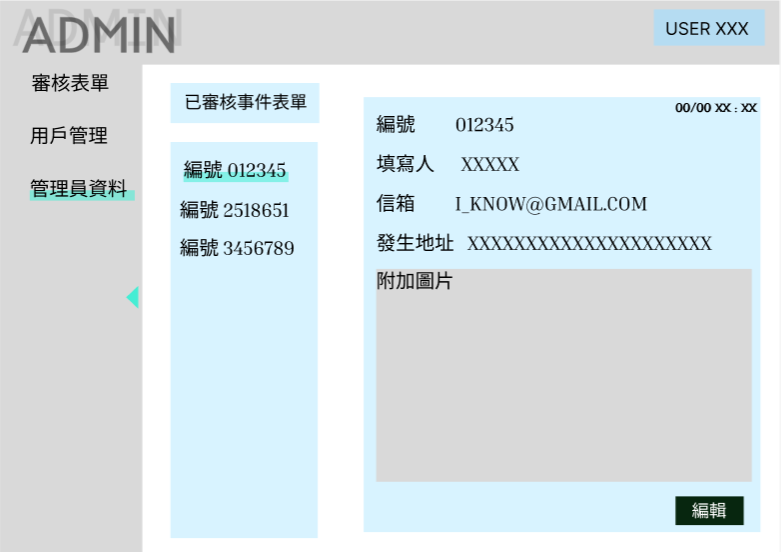 ADMIN
USER XXX
審核表單
用戶管理
管理員資料
已審核事件表單
編號 012345
編號 2518651
編號 3456789
00/00 XX : XX
編號 012345
填寫人 XXXXX
信箱 I_KNOW@GMAIL.COM
發生地址 XXXXXXXXXXXXXXXXXXXXX
附加圖片
編輯